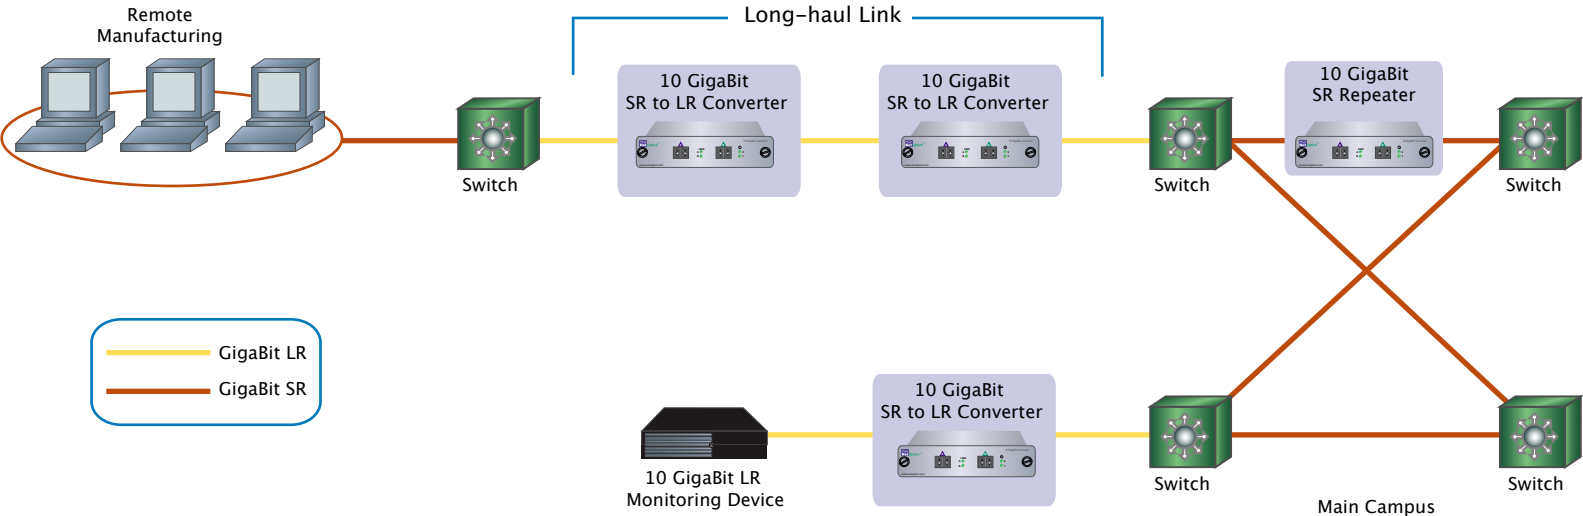 Remote
Manufacturing
Long-haul Link
10 GigaBit
SR to LR Converter
10 GigaBit
SR to LR Converter
10 GigaBit
SR Repeater
Switch
Switch
Switch
GigaBit LR
GigaBit SR
10 GigaBit
SR to LR Converter
10 GigaBit LR
Monitoring Device
Switch
Switch
Main Campus